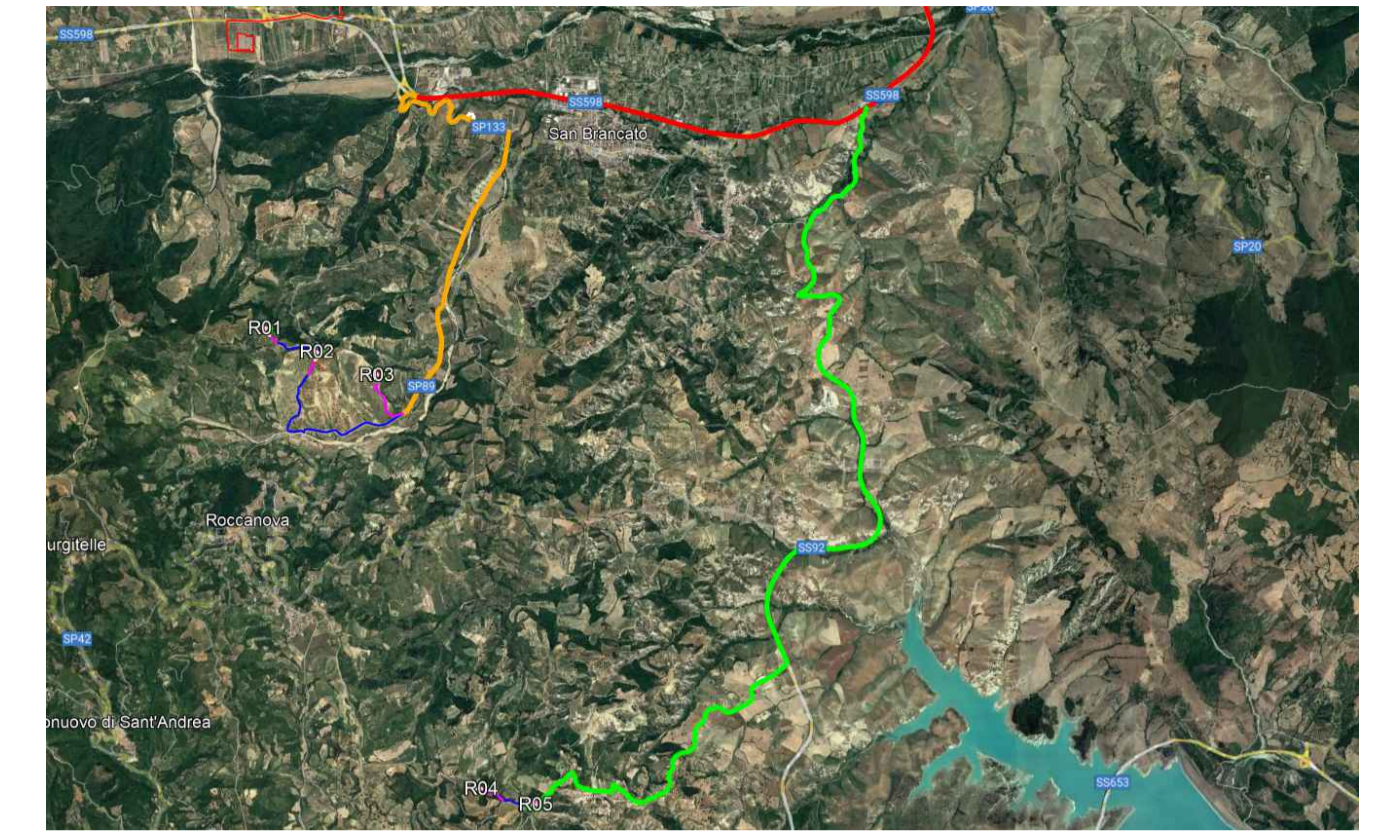 SP20
SS598
SS598
SS598
SP133
San Brancato
SP20
R01
R02
R03
SP89
Roccanova
urgitelle
SS92
SP42
onuovo di Sant'Andrea
SS653
R04
R05